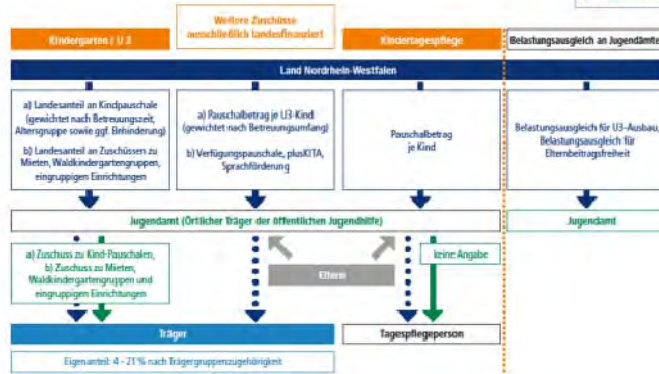 Kindergarten / U 3
Weitere Zuschüsse
ausschließlich landesfinanziert
Kindertagespflege
Belastungsausgleich an Jugendämter
Land Nordrhein-Westfalen
a) Landesanteil an Kindpauschale
(gewichtet nach Betreuungszeit,
Altersgruppe sowie ggf. Behinderung)
b) Landesanteil an Zuschüssen zu
Mieten, Waldkindergartengruppen,
eingruppigen Einrichtungen
a) Pauschalbetrag je U3-Kind
(gewichtet nach Betreuungsumfang)
b) Verfügungspauschale, plusKITA,
Sprachförderung
Pauschalbetrag
je Kind
Belastungsausgleich für U3-Ausbau,
Belastungsausgleich für
Elternbeitragsfreiheit
Jugendamt (Örtlicher Träger der öffentlichen Jugendhilfe)
Jugendamt
a) Zuschuss zu Kind-Pauschalen,
b) Zuschuss zu Mieten,
Waldkindergartengruppen und
eingruppigen Einrichtungen
Eltern
keine Angabe
Träger
Tagespflegeperson
Eigenanteil: 4 - 21 % nach Trägergruppenzugehörigkeit